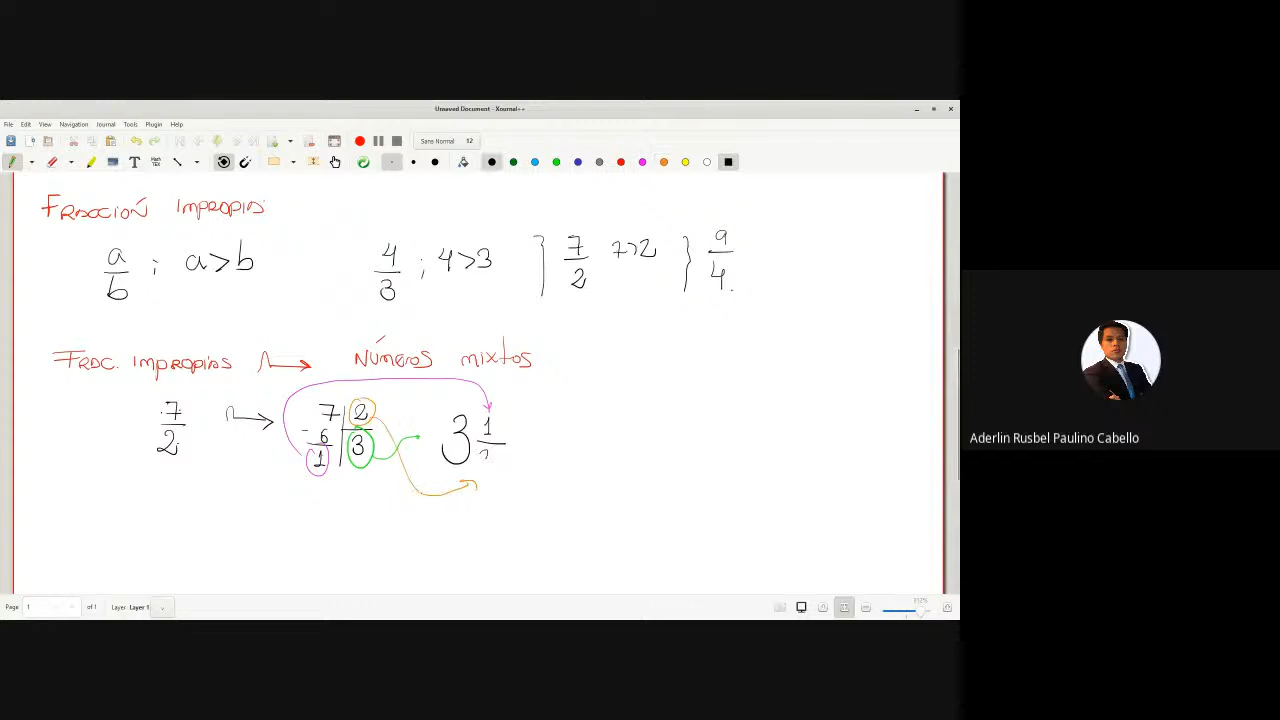 Unsaved Document - Xournal++
File Edit View Navigation Journal Tools Plugin Help
Sans Normal 12
FRACCIÓN IMPROPIA
a/b ; a>b 4/3 ; 4>3 } 7/2 7>2 } 9/4.
FRAC. IMPROPIAS → NÚMEROS MIXTOS
7/2 → 7 | 2
- 6 | 3
1
3 1/2
Aderlin Rusbel Paulino Cabello
Page 1 of 1 Layer Layer 1 312%